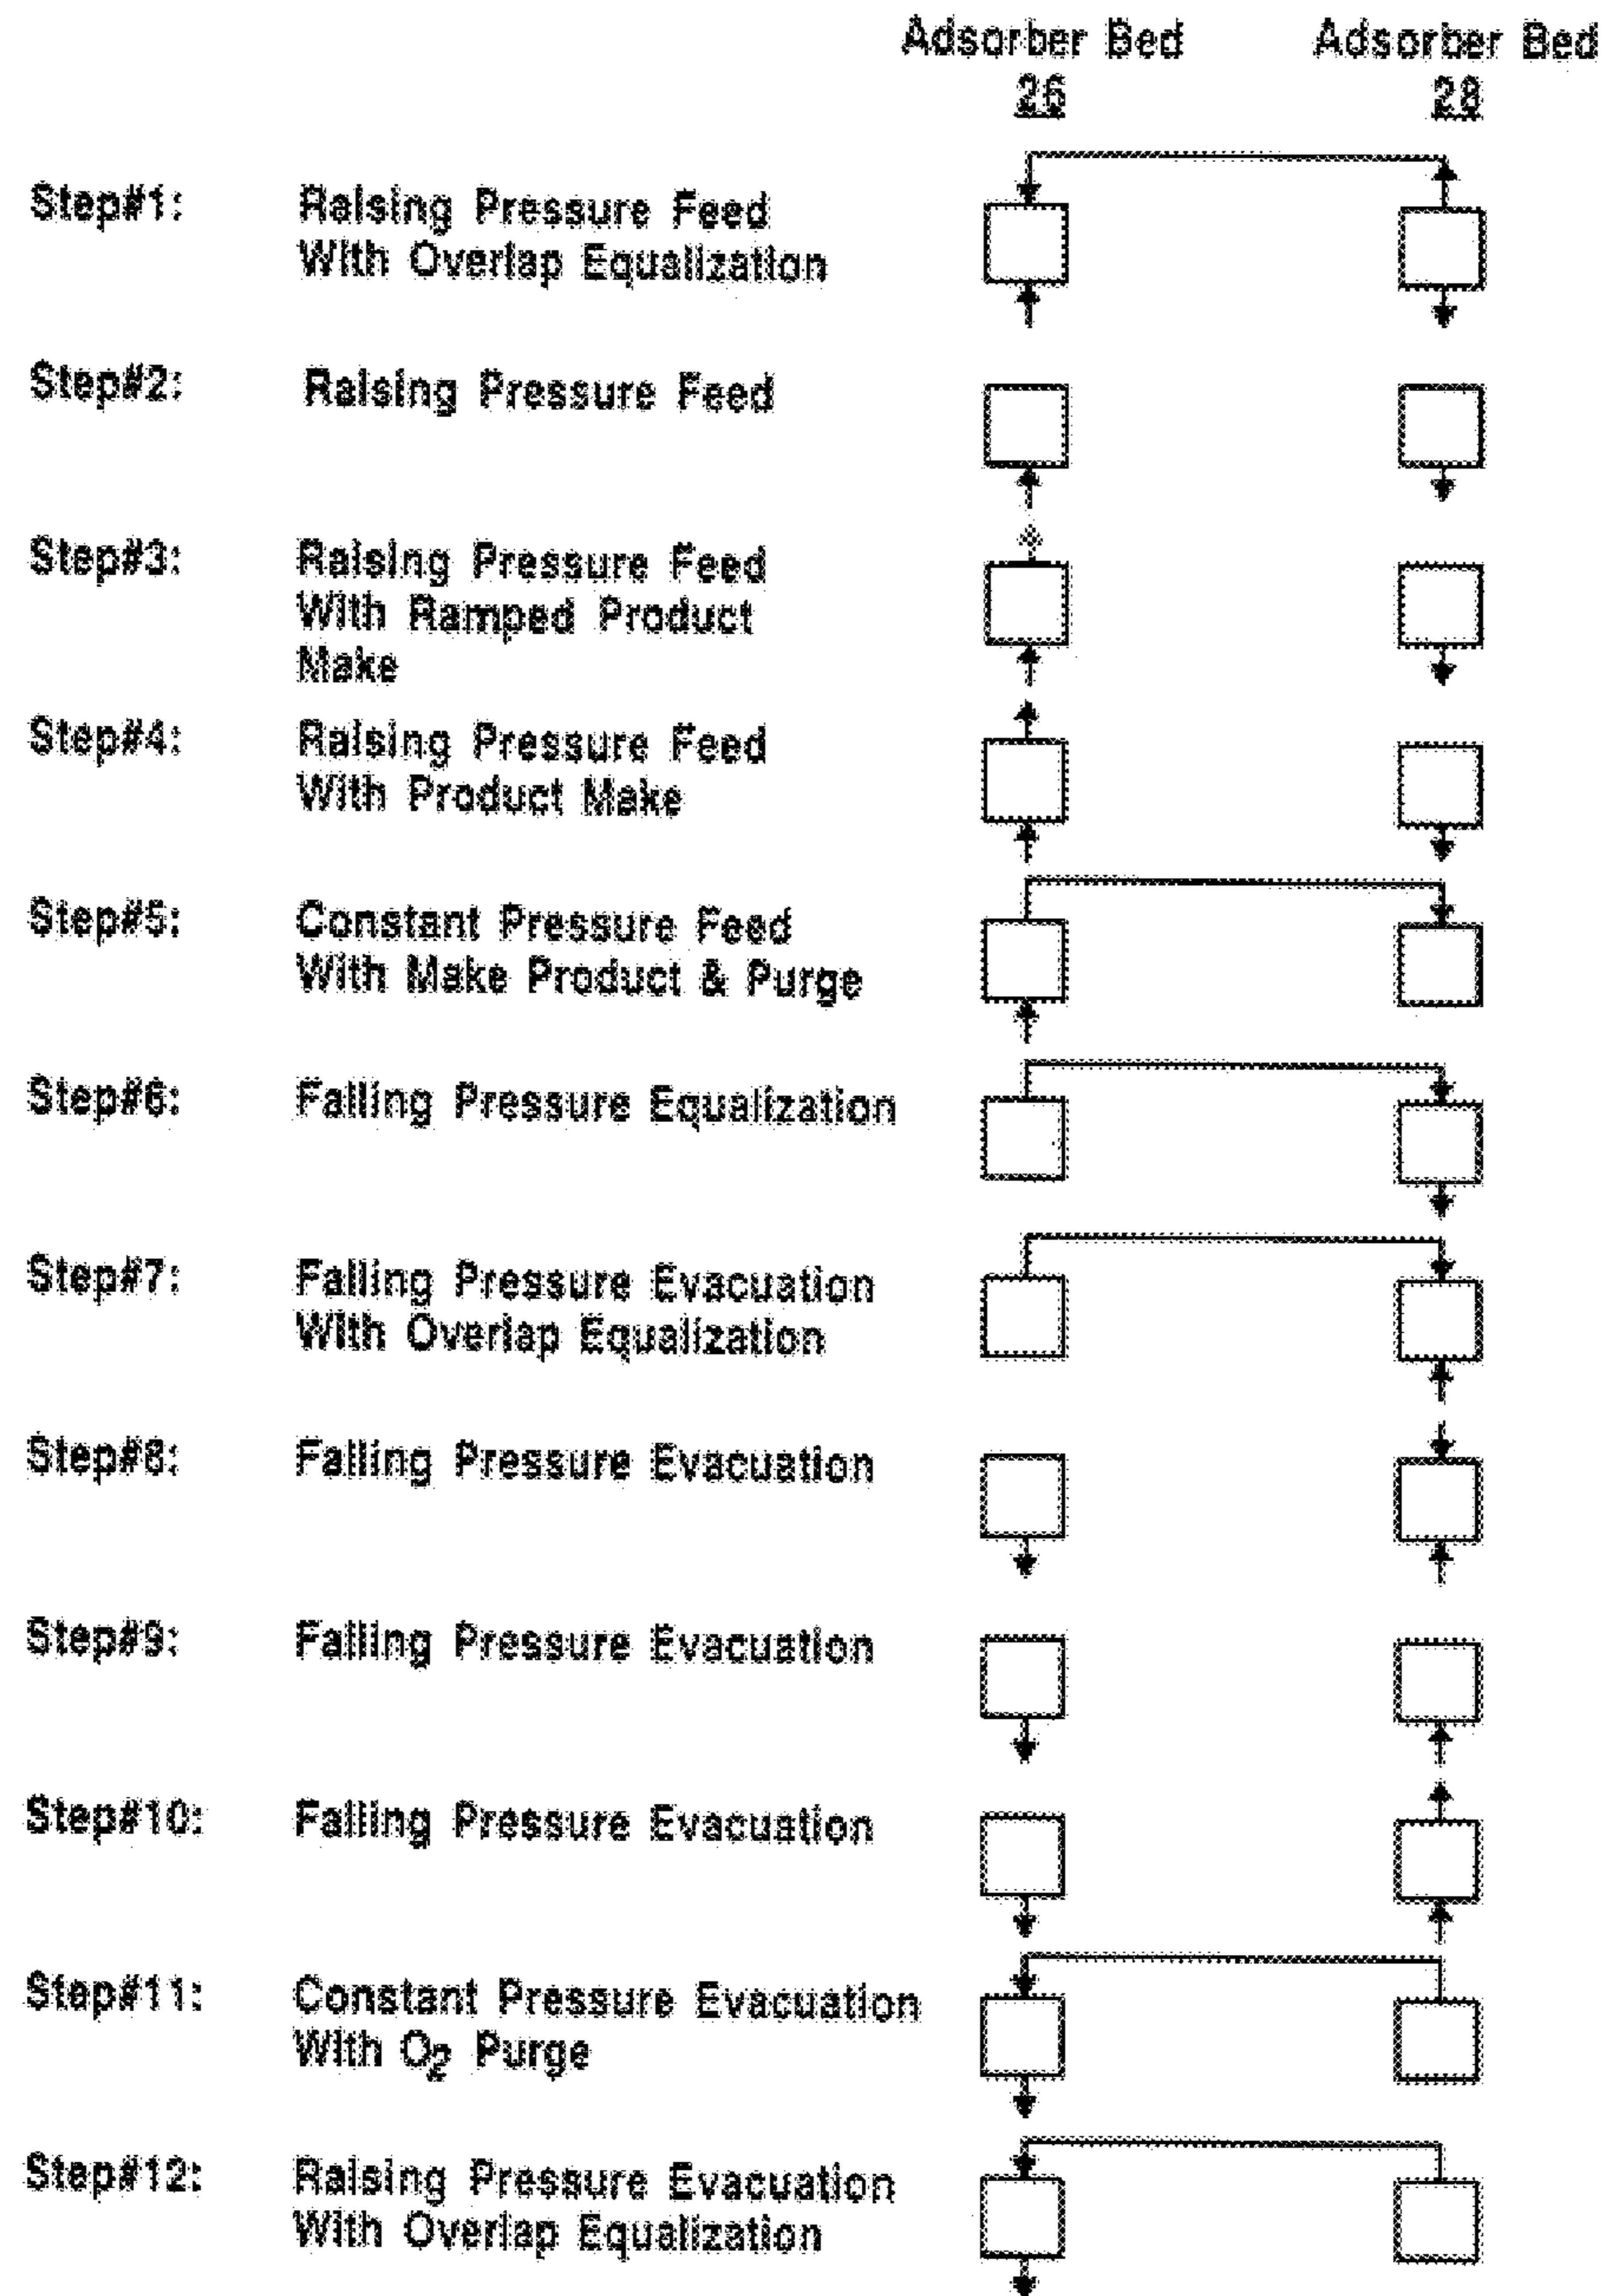 Adsorber Bed Adsorber Bed
26 28
Step#1: Raising Pressure Feed
With Overlap Equalization
Step#2: Raising Pressure Feed
Step#3: Raising Pressure Feed
With Ramped Product
Make
Step#4: Raising Pressure Feed
With Product Make
Step#5: Constant Pressure Feed
With Make Product & Purge
Step#6: Falling Pressure Equalization
Step#7: Falling Pressure Evacuation
With Overlap Equalization
Step#8: Falling Pressure Evacuation
Step#9: Falling Pressure Evacuation
Step#10: Falling Pressure Evacuation
Step#11: Constant Pressure Evacuation
With O₂ Purge
Step#12: Raising Pressure Evacuation
With Overlap Equalization